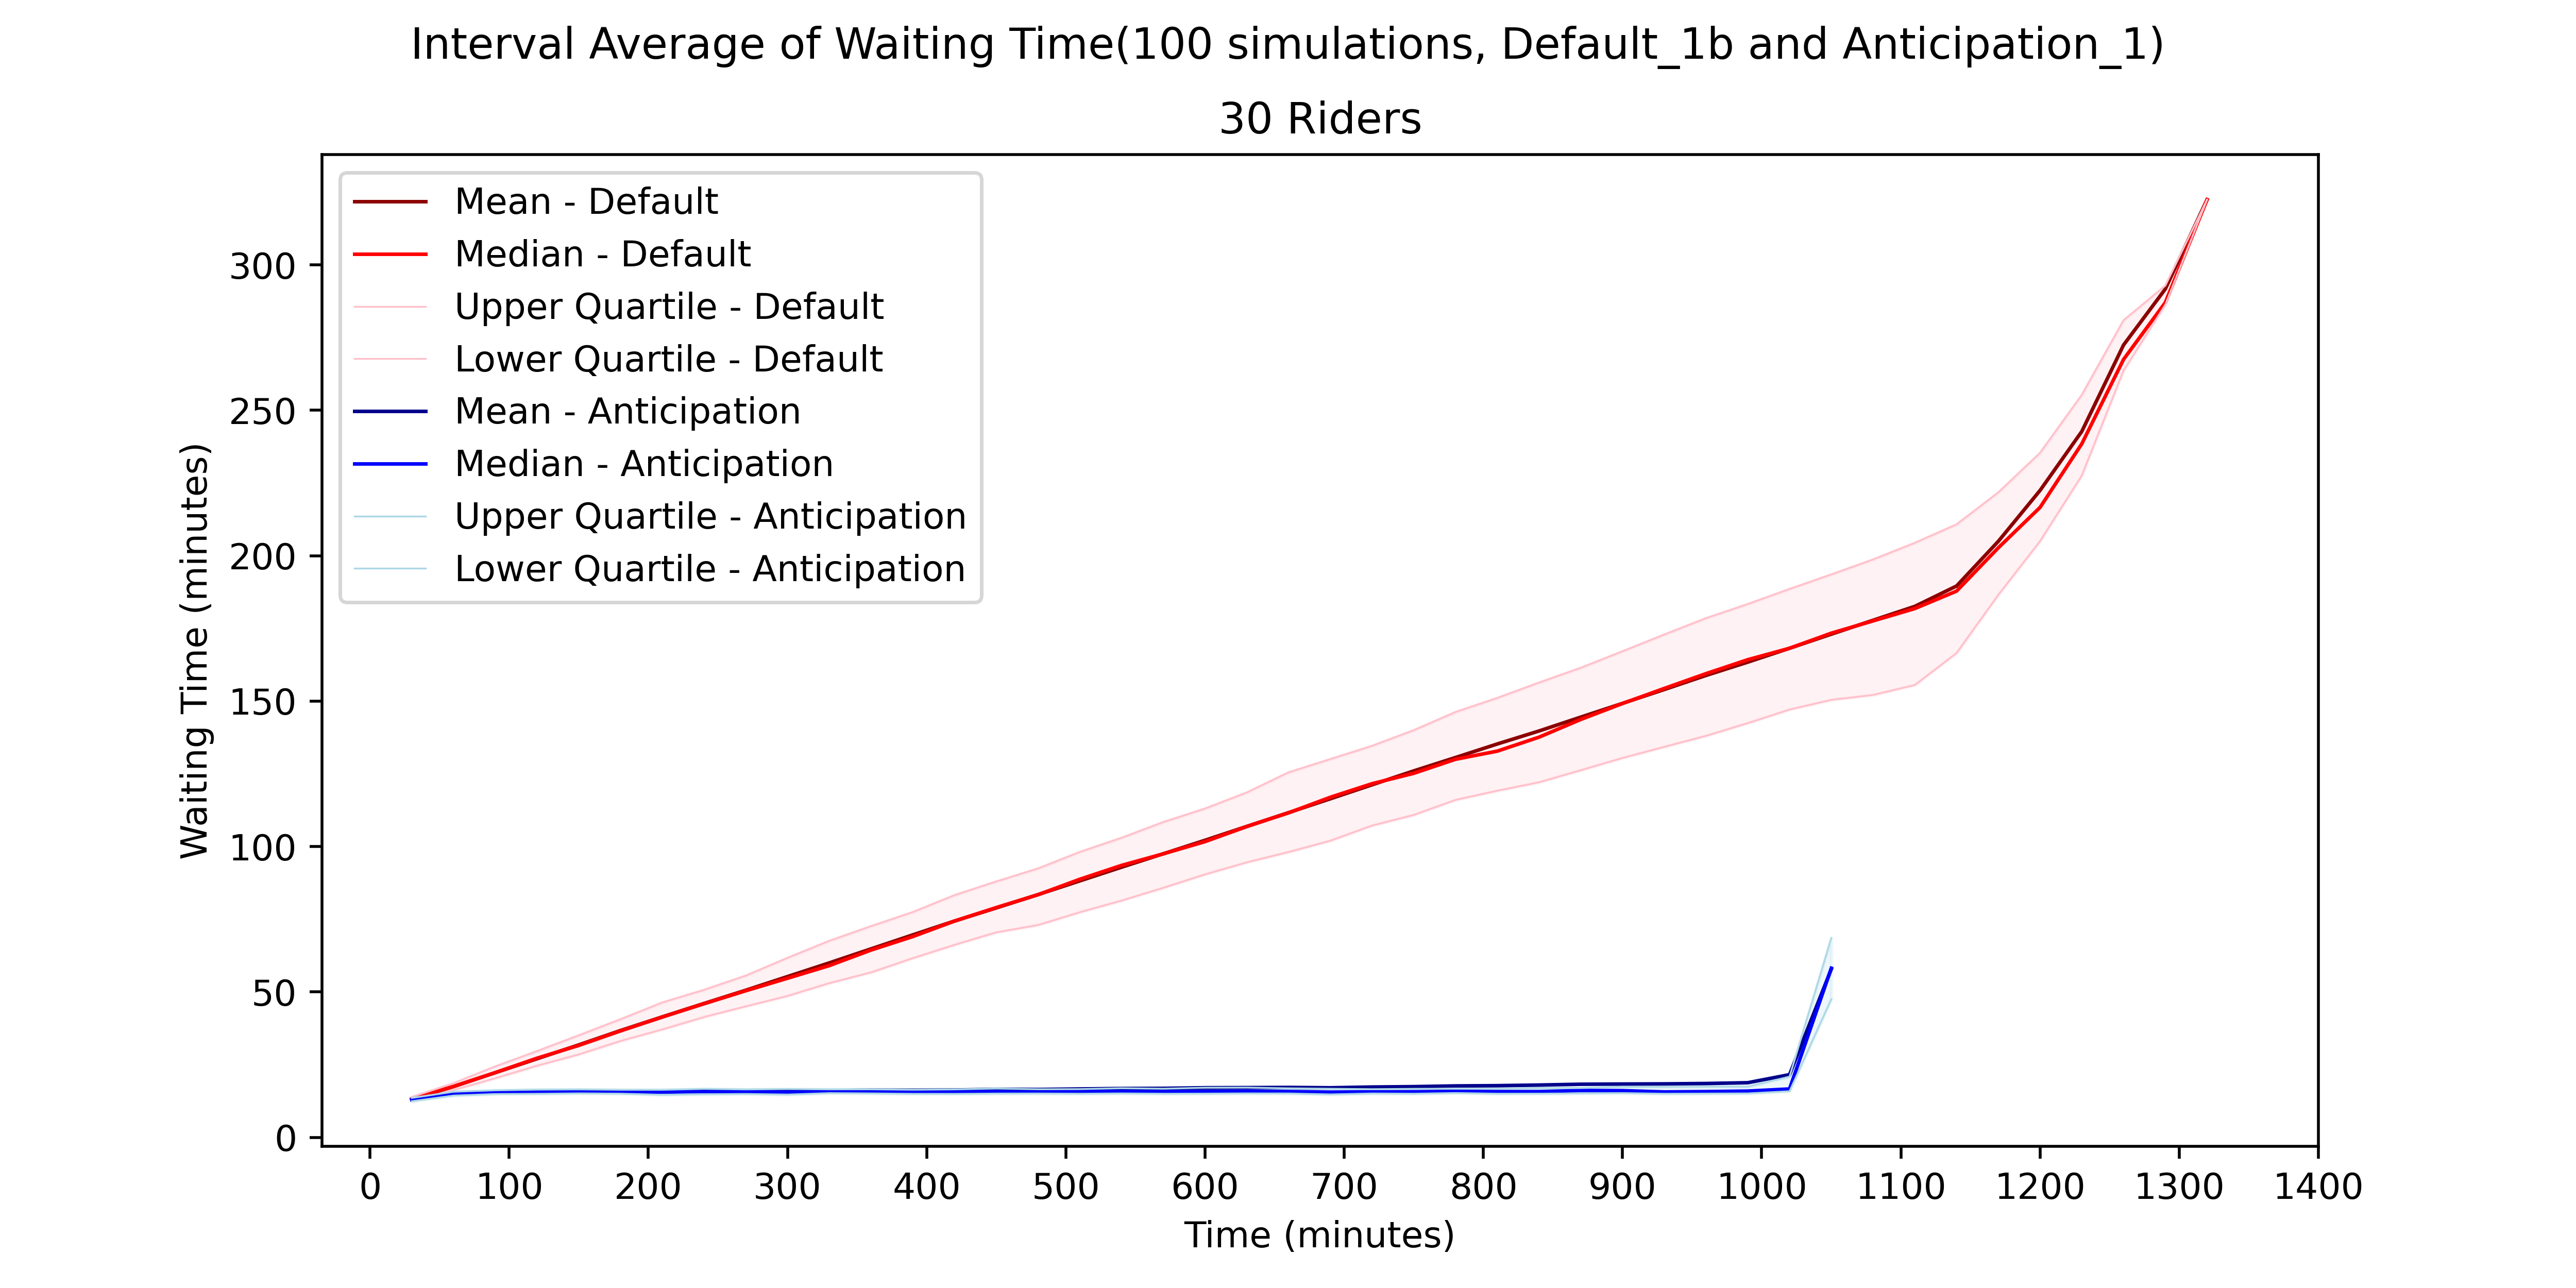 Interval Average of Waiting Time(100 simulations, Default_1b and Anticipation_1)
30 Riders
Mean - Default
Median - Default
Upper Quartile - Default
Lower Quartile - Default
Mean - Anticipation
Median - Anticipation
Upper Quartile - Anticipation
Lower Quartile - Anticipation
Waiting Time (minutes)
300
250
200
150
100
50
0
0 100 200 300 400 500 600 700 800 900 1000 1100 1200 1300 1400
Time (minutes)